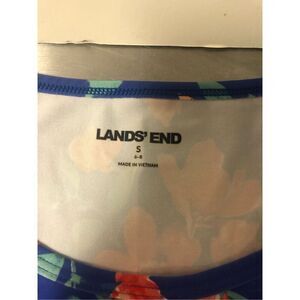 LANDS' END
S
6-8
MADE IN VIETNAM